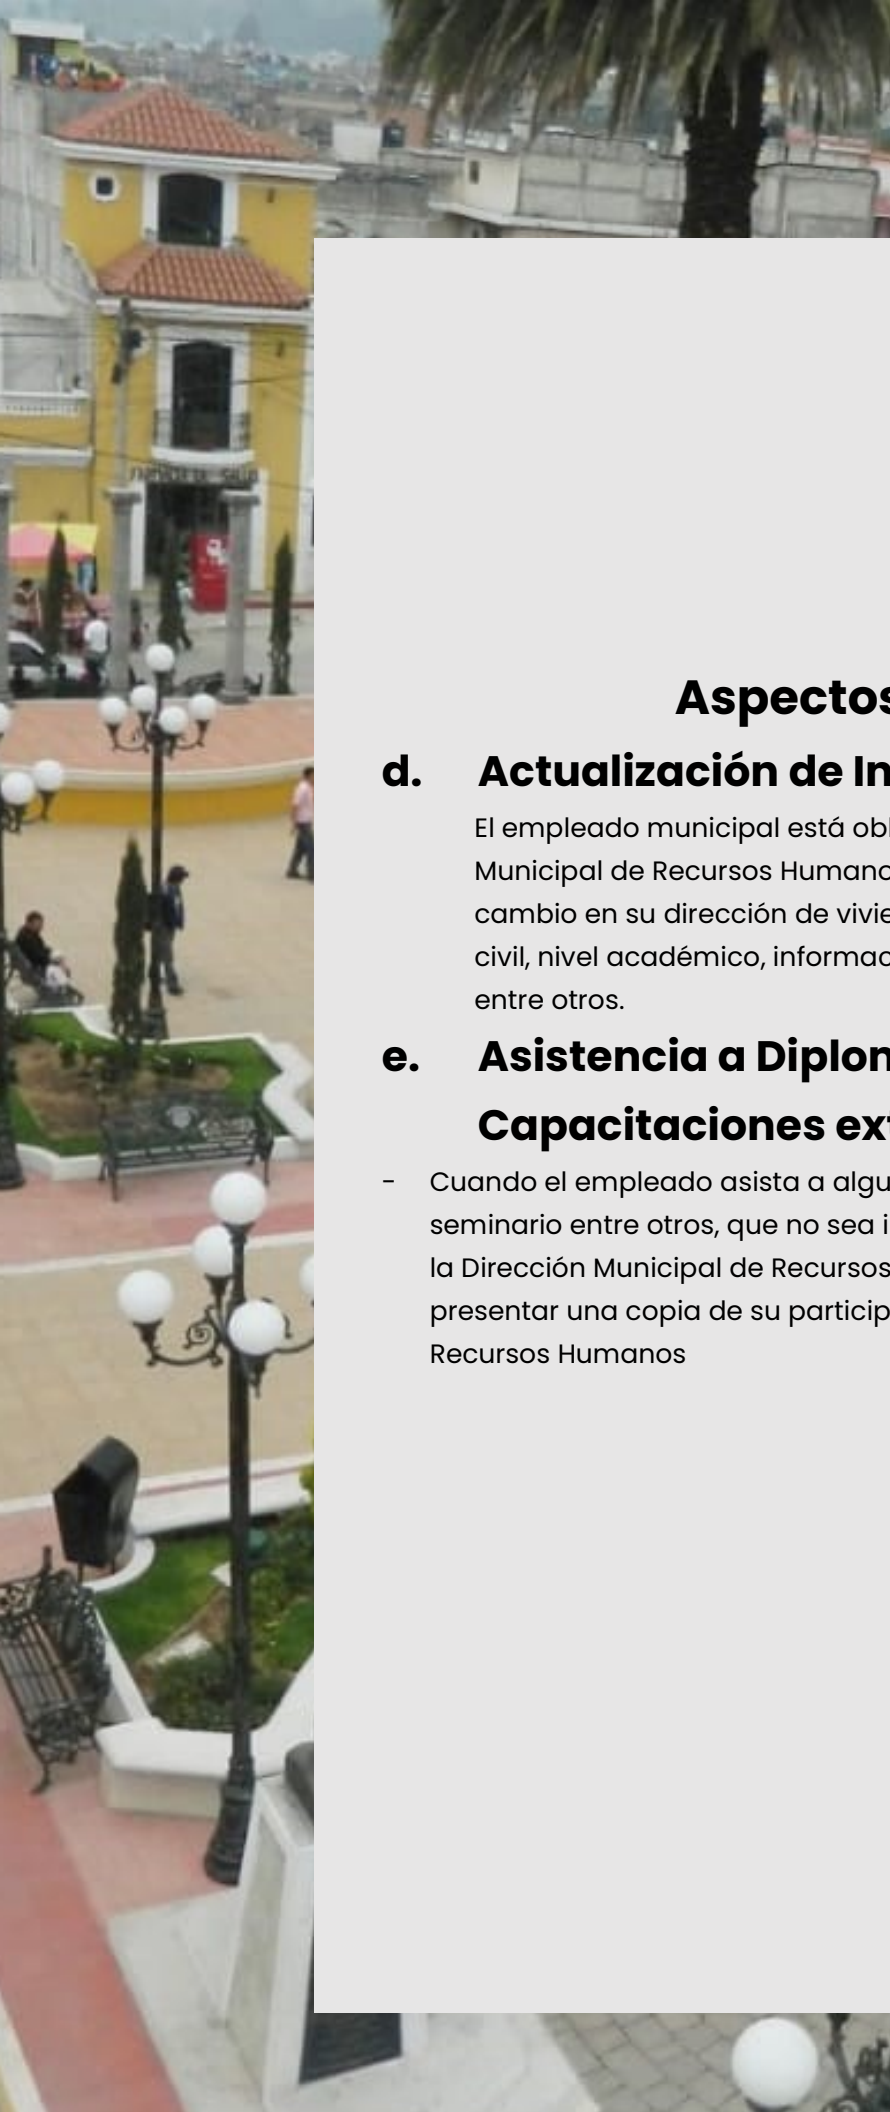 Aspectos
d. Actualización de In
El empleado municipal está obl
Municipal de Recursos Humano
cambio en su dirección de vivie
civil, nivel académico, informac
entre otros.
e. Asistencia a Diplom
Capacitaciones ext
- Cuando el empleado asista a algu
seminario entre otros, que no sea i
la Dirección Municipal de Recursos
presentar una copia de su particip
Recursos Humanos